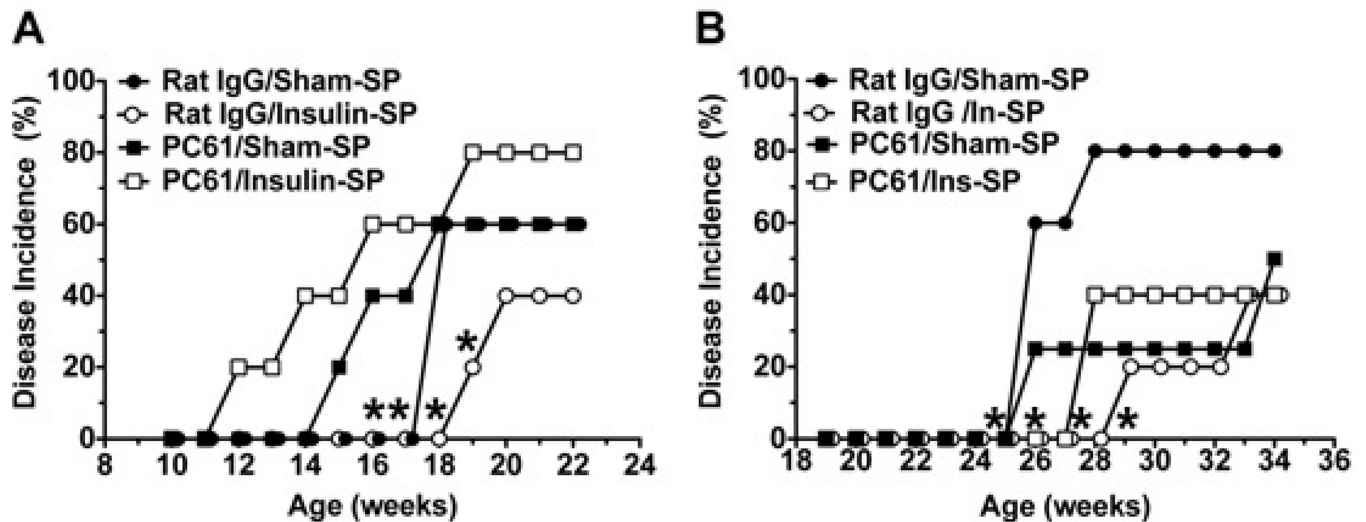 A
B
100
80
60
40
20
0
Disease Incidence (%)
Rat IgG/Sham-SP
Rat IgG/Insulin-SP
PC61/Sham-SP
PC61/Insulin-SP
* * * *
8 10 12 14 16 18 20 22 24
Age (weeks)
100
80
60
40
20
0
Disease Incidence (%)
Rat IgG/Sham-SP
Rat IgG /In-SP
PC61/Sham-SP
PC61/Ins-SP
* * * *
18 20 22 24 26 28 30 32 34 36
Age (weeks)